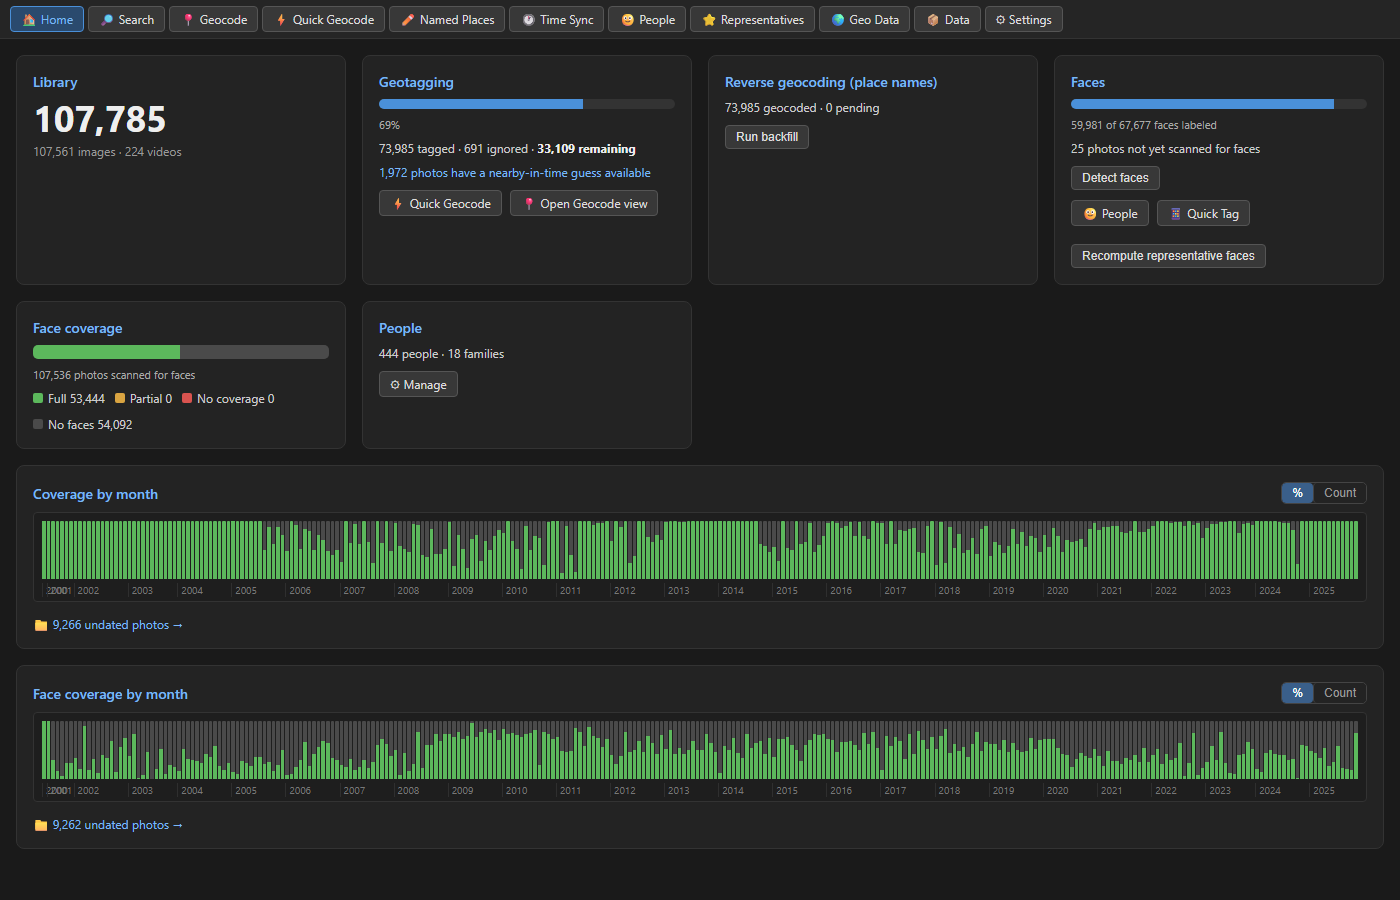 Home Search Geocode Quick Geocode Named Places Time Sync People Representatives Geo Data Data Settings
Library
107,785
107,561 images · 224 videos
Geotagging
69%
73,985 tagged · 691 ignored · 33,109 remaining
1,972 photos have a nearby-in-time guess available
Quick Geocode Open Geocode view
Reverse geocoding (place names)
73,985 geocoded · 0 pending
Run backfill
Faces
59,981 of 67,677 faces labeled
25 photos not yet scanned for faces
Detect faces
People Quick Tag
Recompute representative faces
Face coverage
107,536 photos scanned for faces
Full 53,444 Partial 0 No coverage 0
No faces 54,092
People
444 people · 18 families
Manage
Coverage by month % Count
2000 2001 2002 2003 2004 2005 2006 2007 2008 2009 2010 2011 2012 2013 2014 2015 2016 2017 2018 2019 2020 2021 2022 2023 2024 2025
9,266 undated photos →
Face coverage by month % Count
2000 2001 2002 2003 2004 2005 2006 2007 2008 2009 2010 2011 2012 2013 2014 2015 2016 2017 2018 2019 2020 2021 2022 2023 2024 2025
9,262 undated photos →